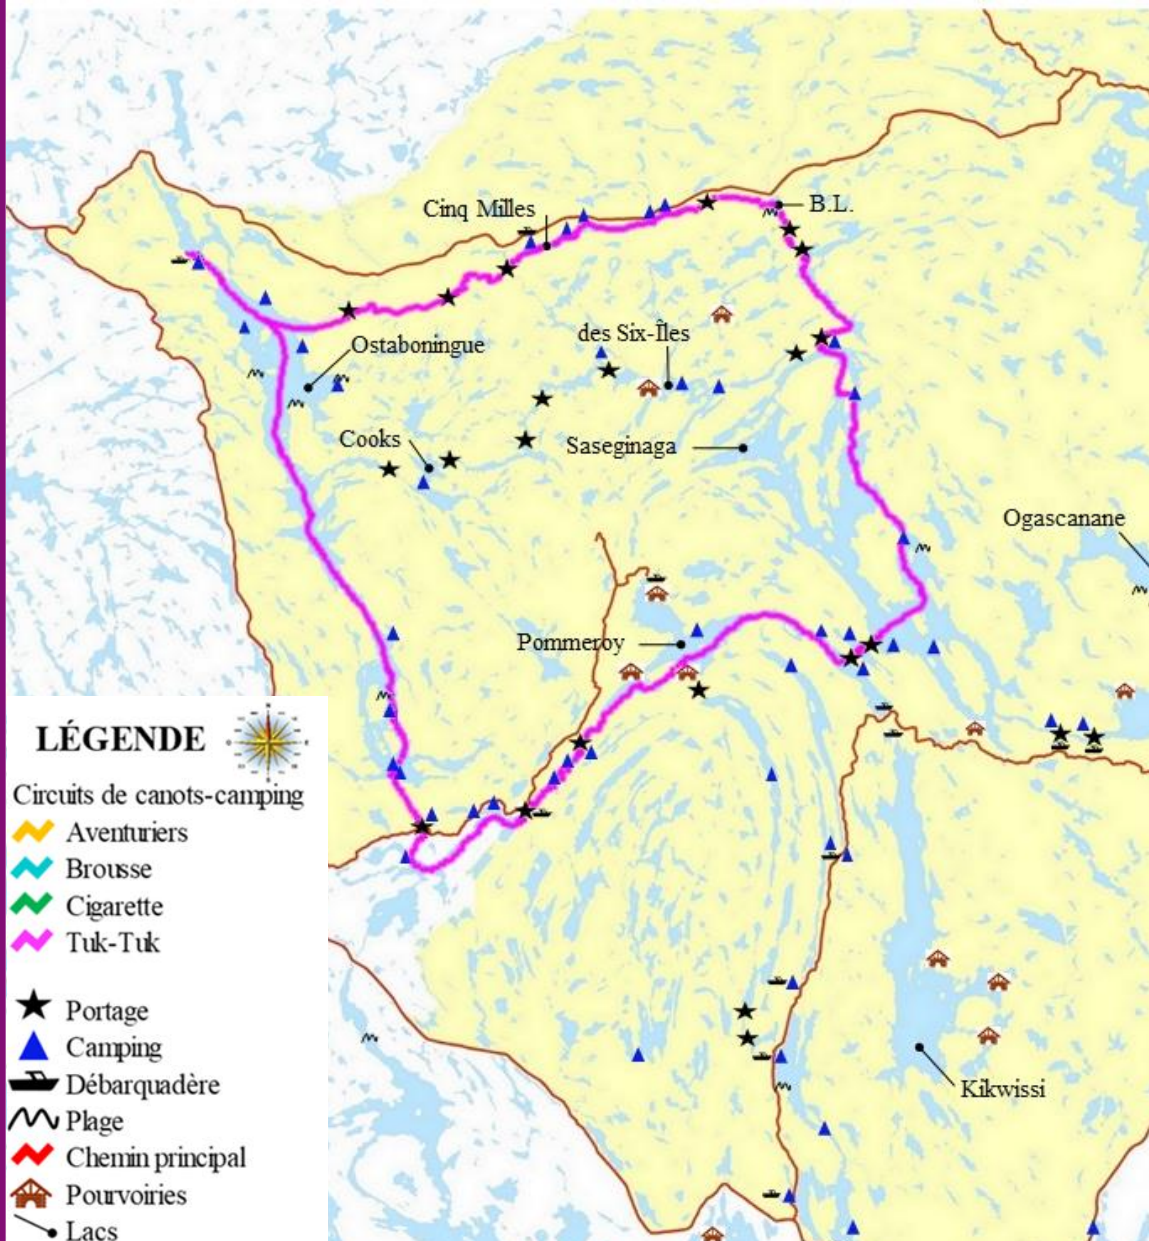 Cinq Milles
B.L.
des Six-Îles
Ostaboningue
Cooks
Saseginaga
Ogascanane
Pommeroy
Kikwissi
LÉGENDE
Circuits de canots-camping
Aventuriers
Brousse
Cigarette
Tuk-Tuk
Portage
Camping
Débarquadère
Plage
Chemin principal
Pourvoiries
Lacs